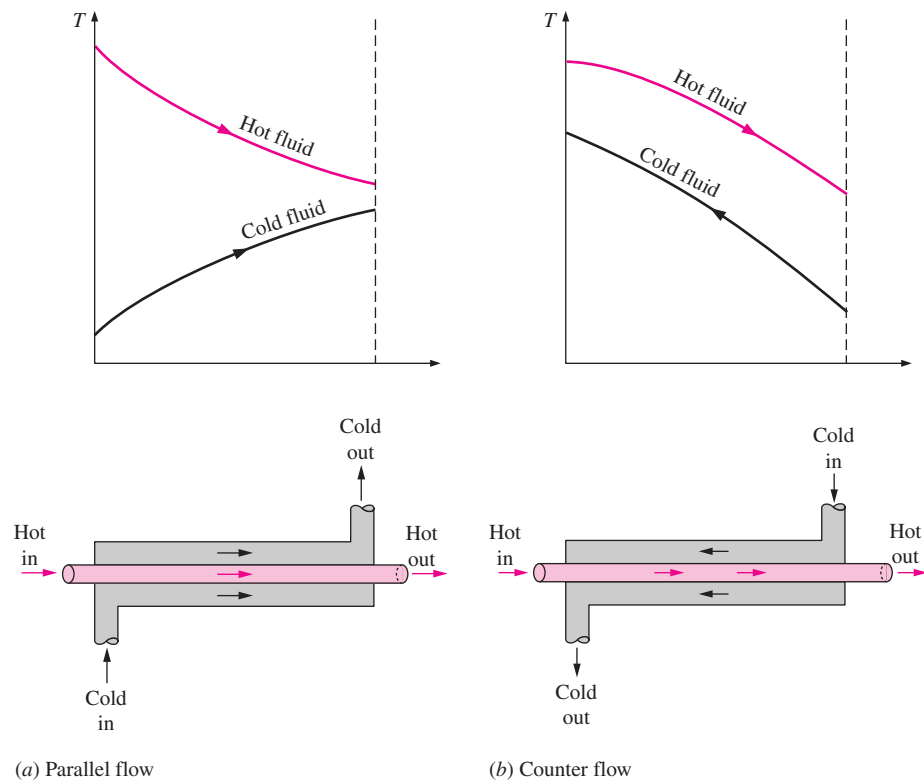 T
Hot fluid
Cold fluid
Cold
out
Hot
in
Hot
out
Cold
in
(a) Parallel flow
T
Hot fluid
Cold fluid
Cold
in
Hot
in
Hot
out
Cold
out
(b) Counter flow